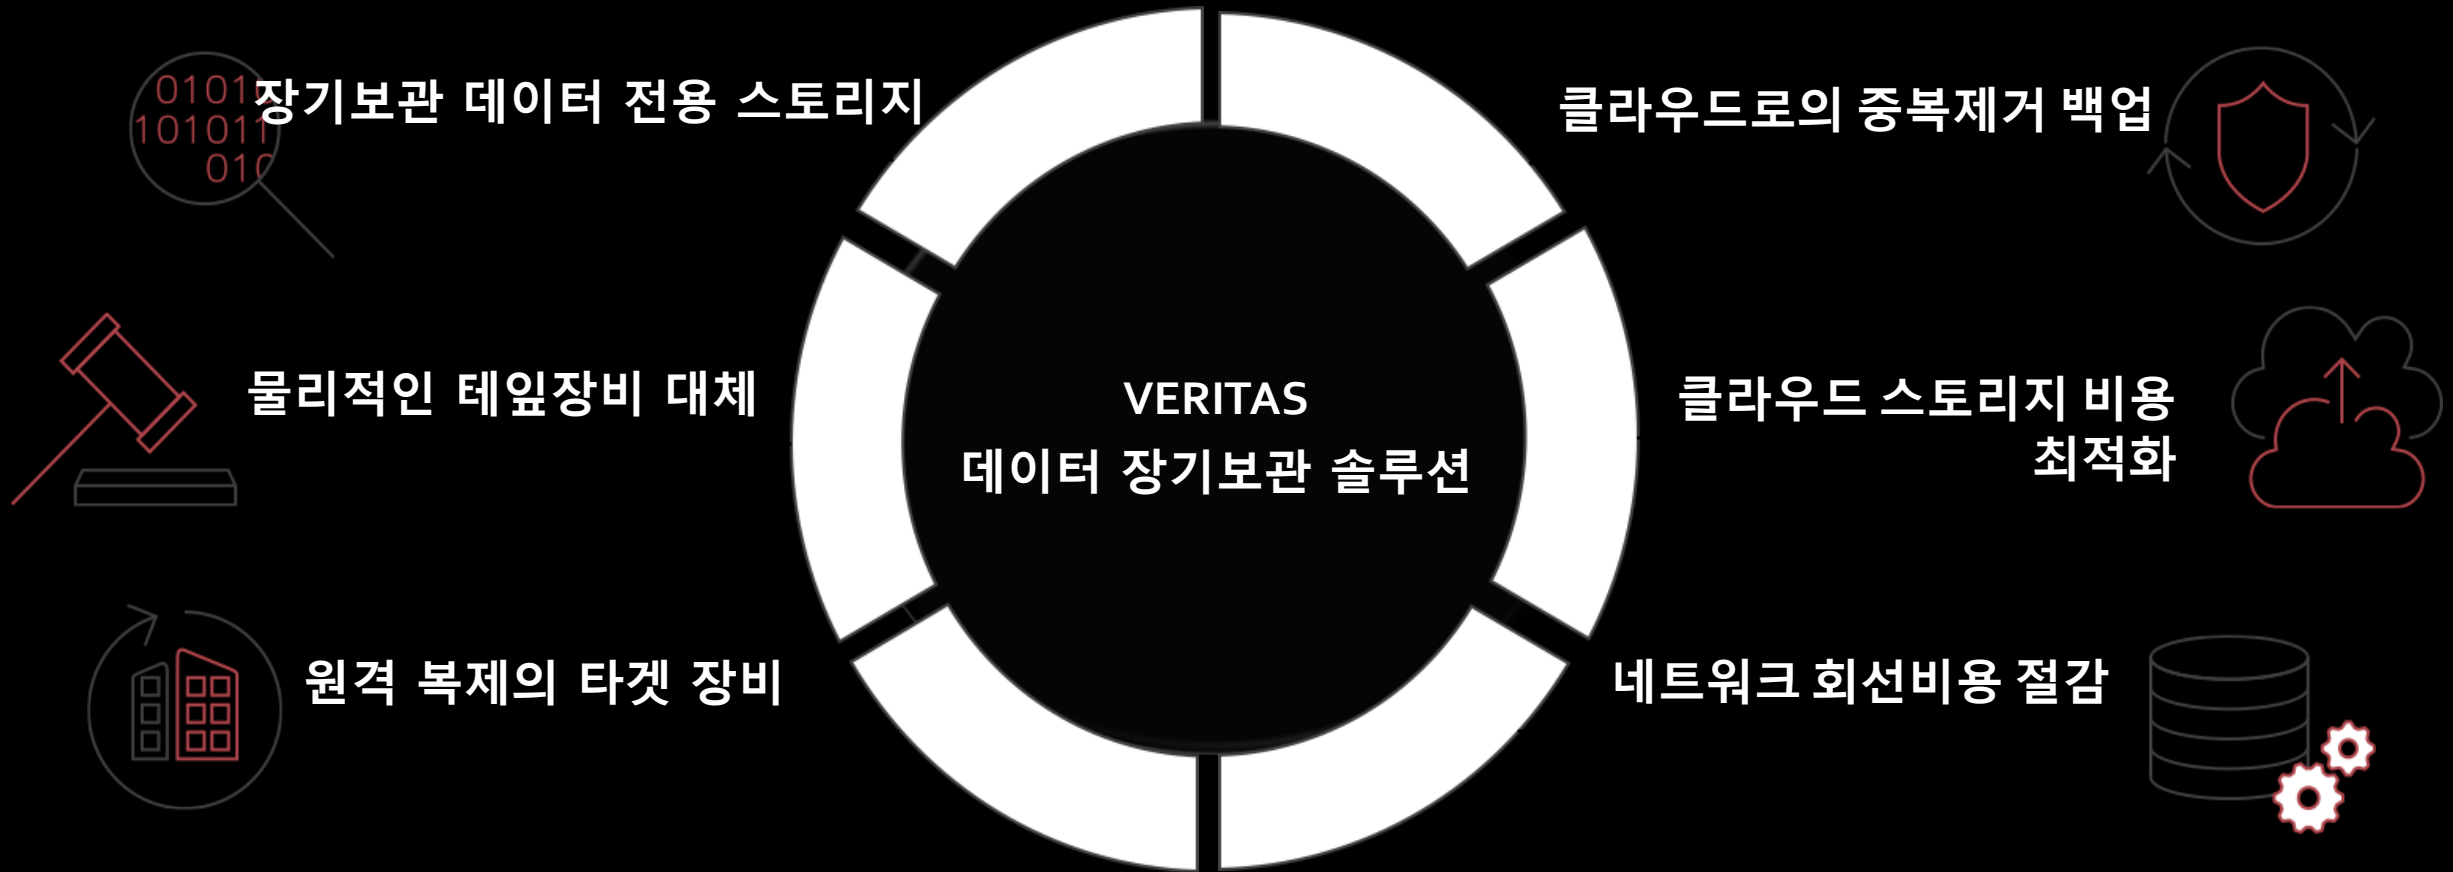 01010
101011
010
장기보관 데이터 전용 스토리지
물리적인 테잎장비 대체
원격 복제의 타겟 장비
VERITAS
데이터 장기보관 솔루션
클라우드로의 중복제거 백업
클라우드 스토리지 비용
최적화
네트워크 회선비용 절감